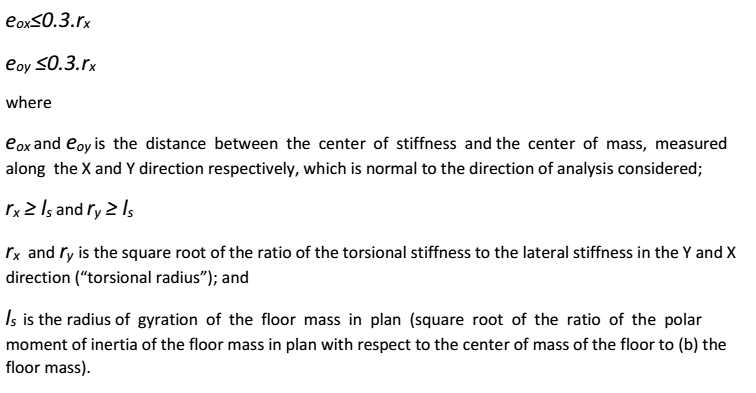 eox≤0.3.rx
eoy ≤0.3.rx
where
eox and eoy is the distance between the center of stiffness and the center of mass, measured
along the X and Y direction respectively, which is normal to the direction of analysis considered;
rx ≥ ls and ry ≥ ls
rx and ry is the square root of the ratio of the torsional stiffness to the lateral stiffness in the Y and X
direction (“torsional radius”); and
ls is the radius of gyration of the floor mass in plan (square root of the ratio of the polar
moment of inertia of the floor mass in plan with respect to the center of mass of the floor to (b) the
floor mass).